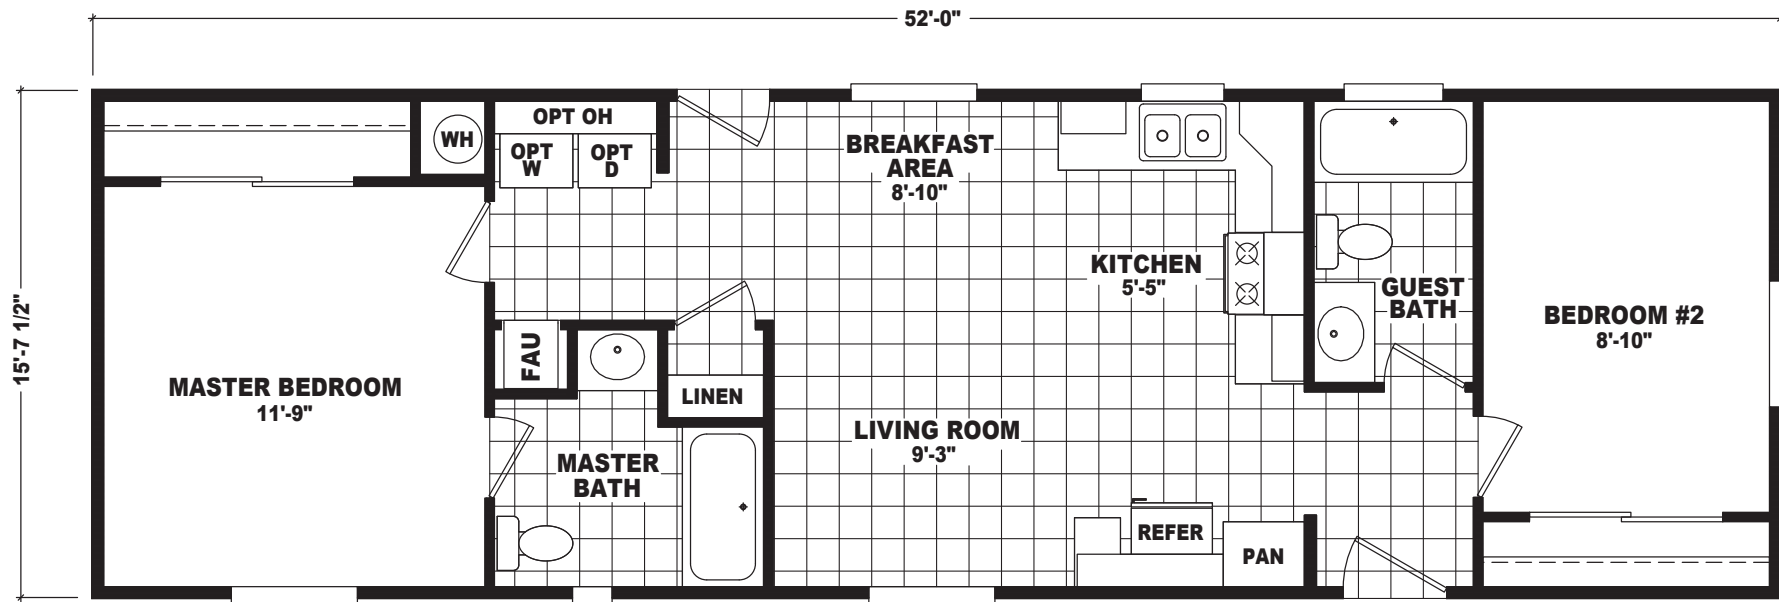 52'-0"
15'-7 1/2"
OPT OH
WH
OPT
W
OPT
D
BREAKFAST
AREA
8'-10"
KITCHEN
5'-5"
GUEST
BATH
BEDROOM #2
8'-10"
FAU
MASTER BEDROOM
11'-9"
LINEN
LIVING ROOM
9'-3"
MASTER
BATH
REFER
PAN